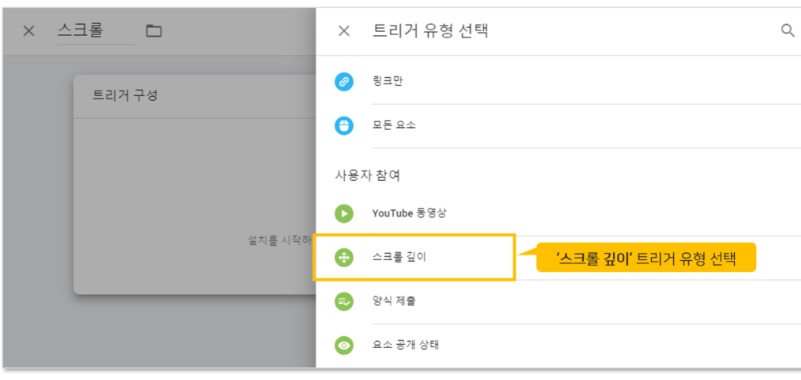 스크롤
트리거 유형 선택
트리거 구성
설치를 시작하
링크만
모든 요소
사용자 참여
YouTube 동영상
스크롤 깊이
'스크롤 깊이' 트리거 유형 선택
양식 제출
요소 공개 상태